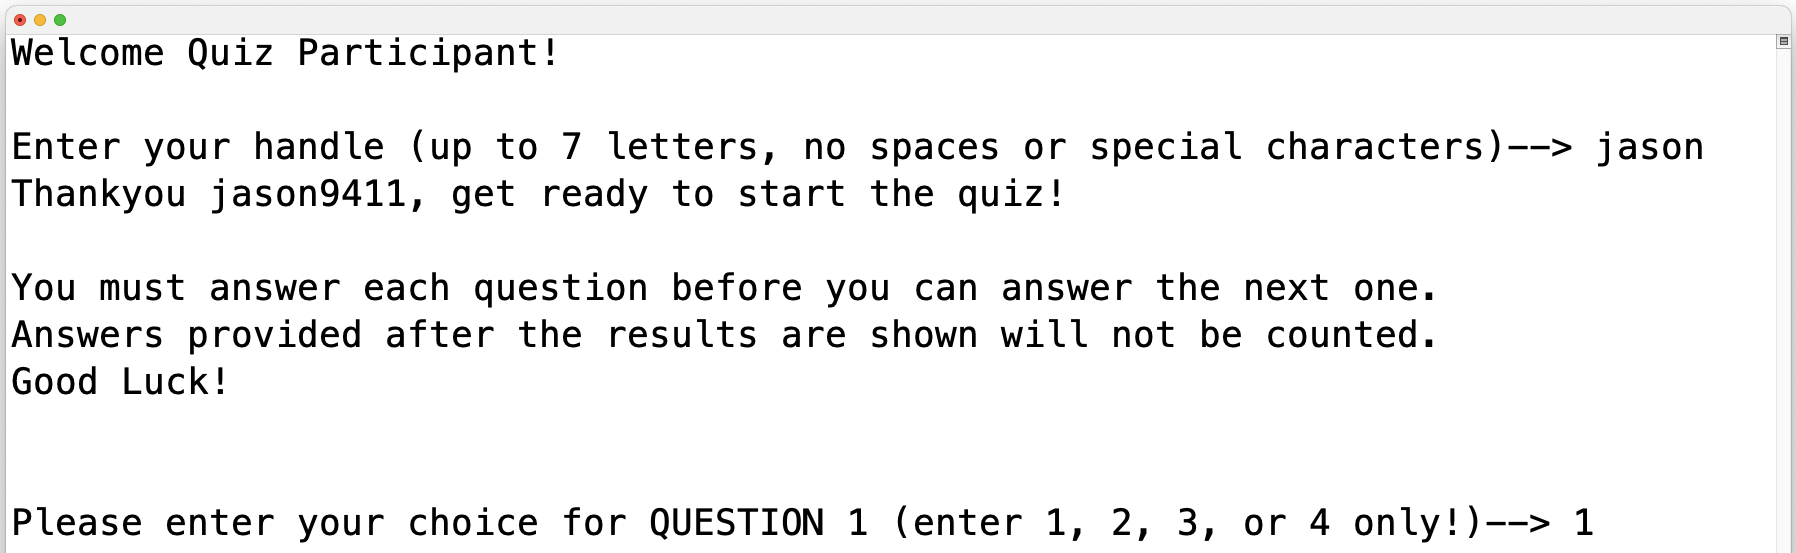 Welcome Quiz Participant!
Enter your handle (up to 7 letters, no spaces or special characters)--> jason
Thankyou jason9411, get ready to start the quiz!
You must answer each question before you can answer the next one.
Answers provided after the results are shown will not be counted.
Good Luck!
Please enter your choice for QUESTION 1 (enter 1, 2, 3, or 4 only!)--> 1